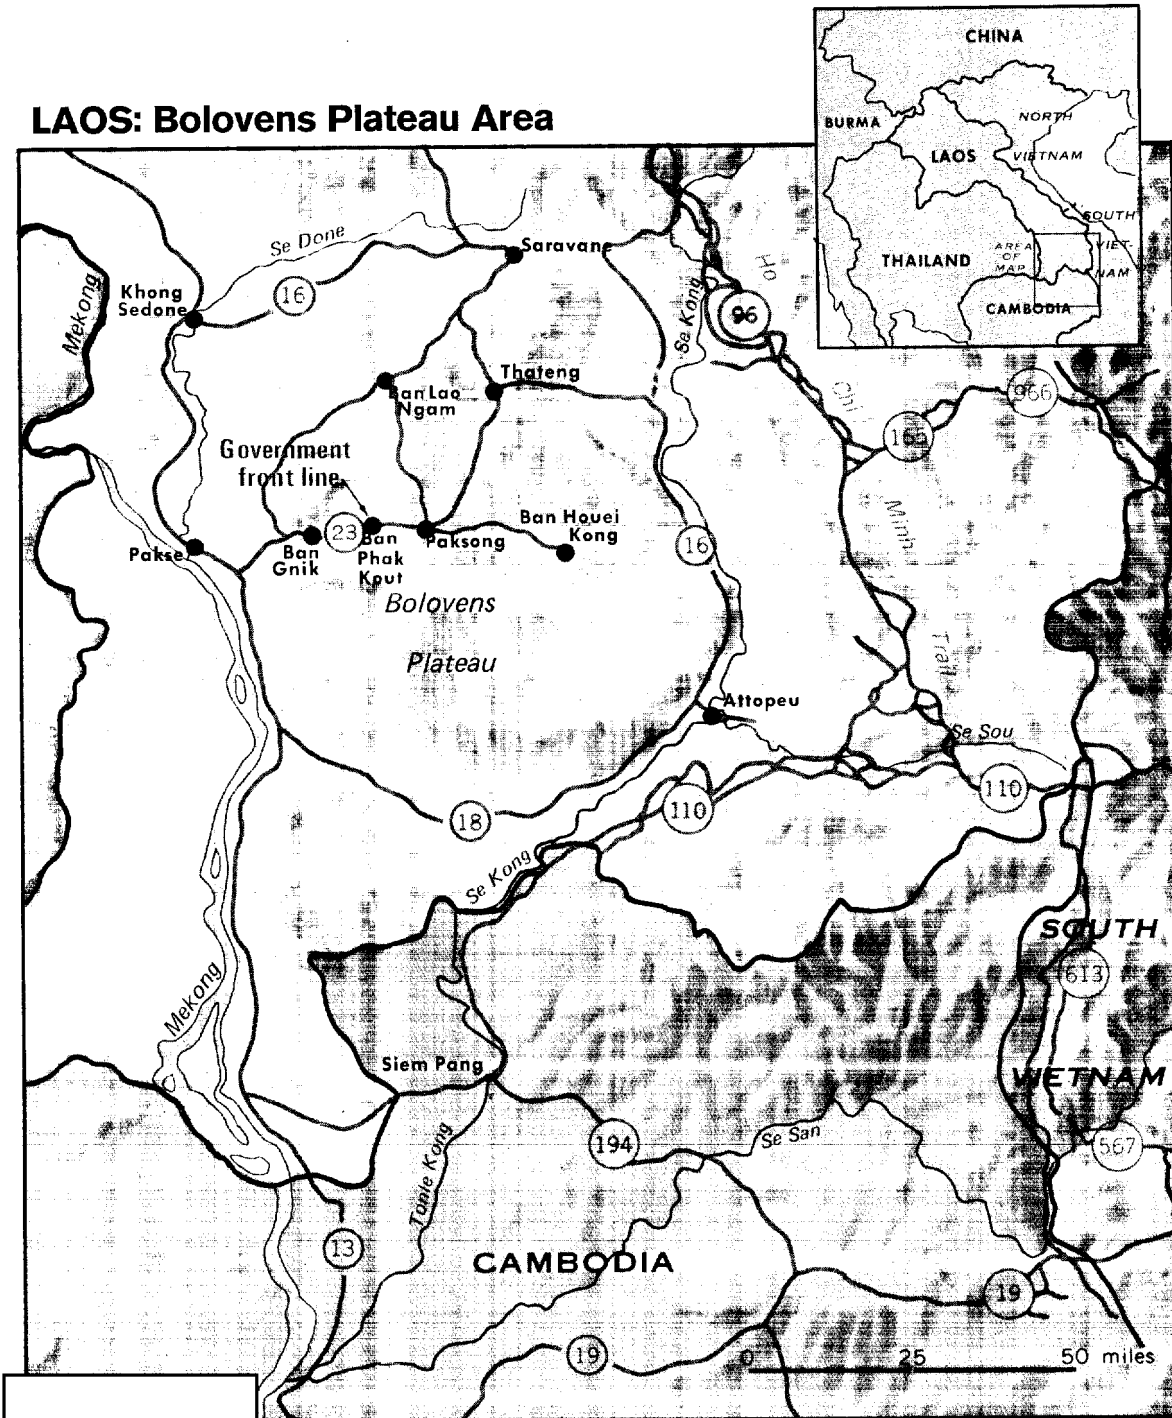 LAOS: Bolovens Plateau Area
CHINA
BURMA
NORTH
LAOS
VIETNAM
SOUTH
VIET-
NAM
THAILAND
AREA
OF
MAP
CAMBODIA
Se Done
Saravane
Mekong
Khong
Sedone
16
Se Kong
96
Ho
Chi
Minh
Trail
Thateng
Ban Lao
Ngam
966
165
Government
front line
23
Ban Houei
Kong
Pakse
Ban
Gnik
Ban
Phak
Kout
Paksong
16
Bolovens
Plateau
Attopeu
Se Sou
110
110
18
Se Kong
SOUTH
613
Mekong
Siem Pang
VIETNAM
194
Se San
567
Tonle Kong
13
CAMBODIA
19
19
0 25 50 miles